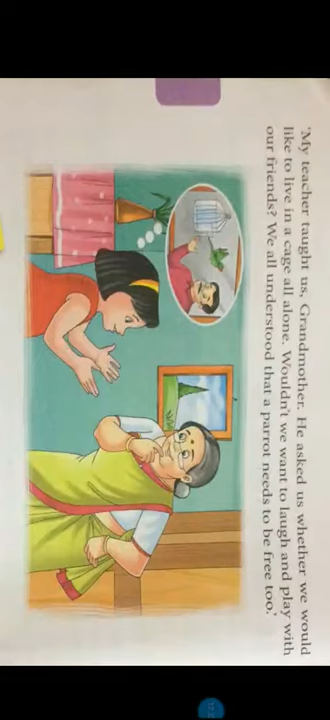 'My teacher taught us, Grandmother. He asked us whether we would
like to live in a cage all alone. Wouldn't we want to laugh and play with
our friends? We all understood that a parrot needs to be free too.'